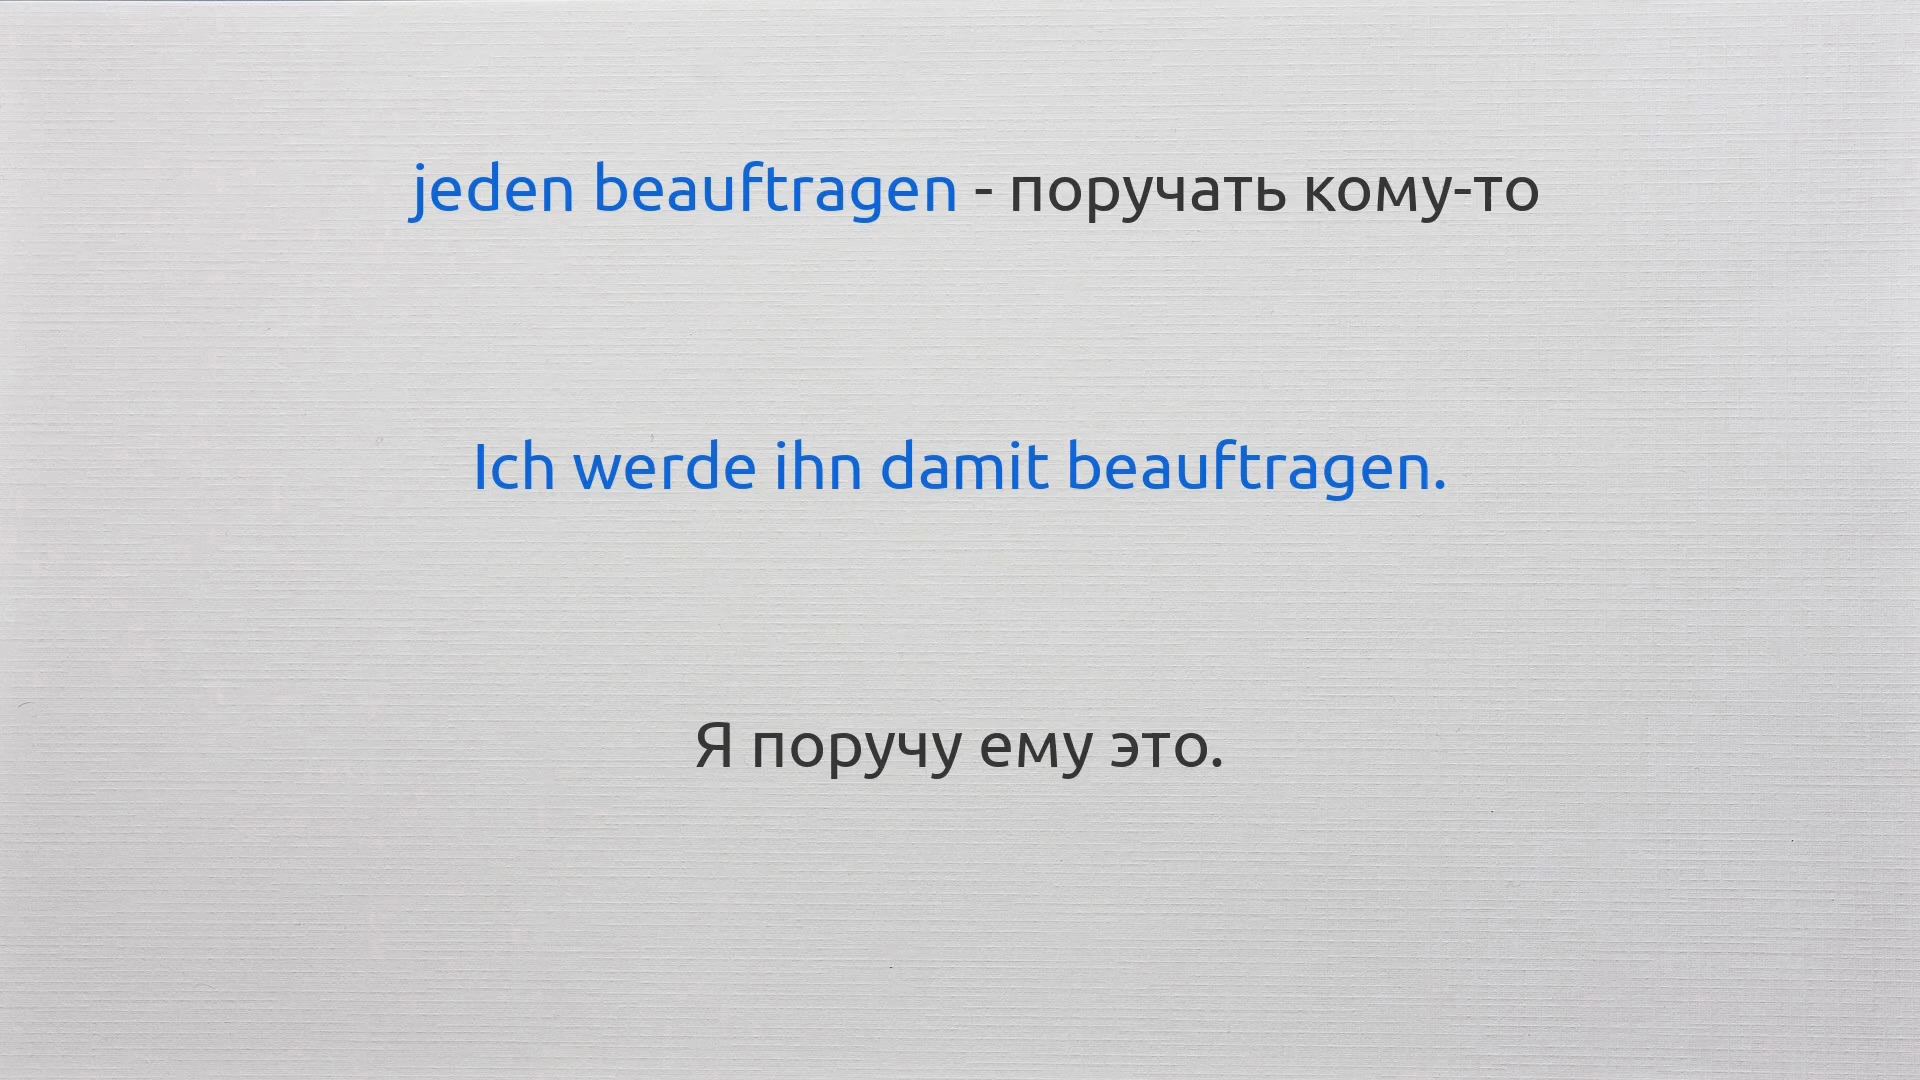 jeden beauftragen - поручать кому-то
Ich werde ihn damit beauftragen.
Я поручу ему это.